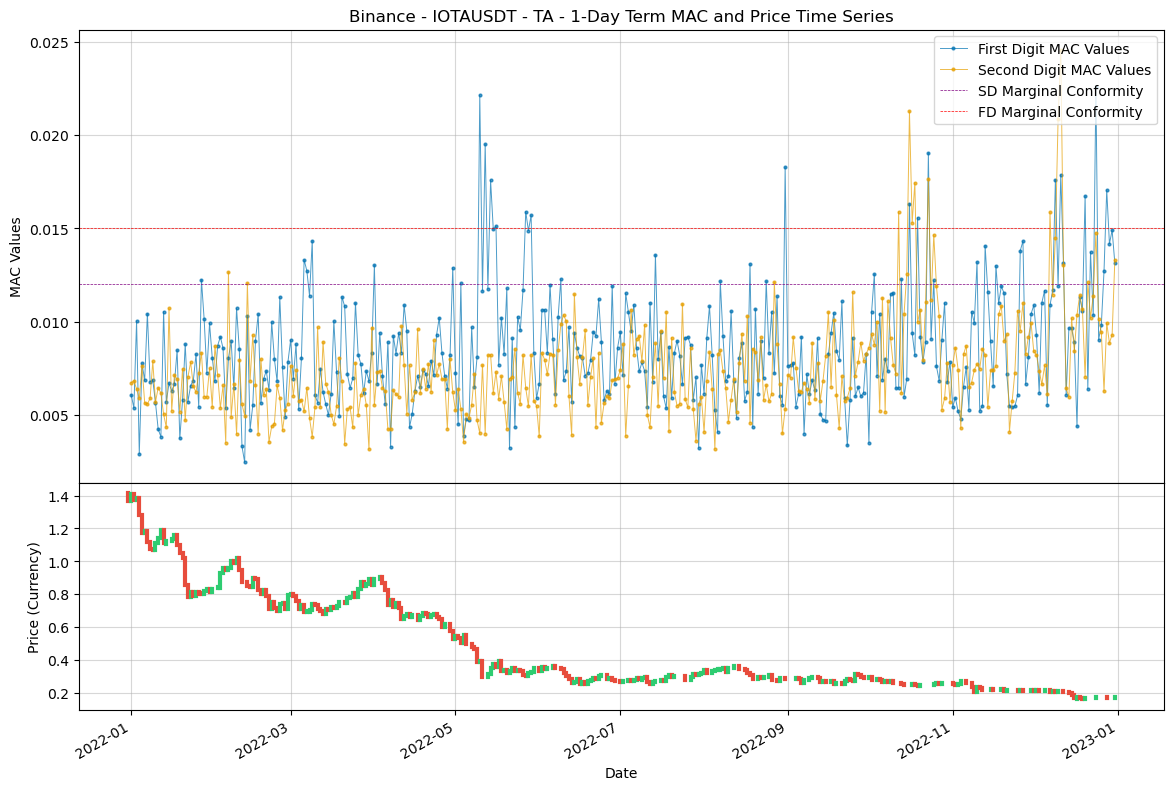 Binance - IOTAUSDT - TA - 1-Day Term MAC and Price Time Series
First Digit MAC Values
Second Digit MAC Values
SD Marginal Conformity
FD Marginal Conformity
MAC Values
0.025
0.020
0.015
0.010
0.005
Price (Currency)
1.4
1.2
1.0
0.8
0.6
0.4
0.2
2022-01
2022-03
2022-05
2022-07
2022-09
2022-11
2023-01
Date